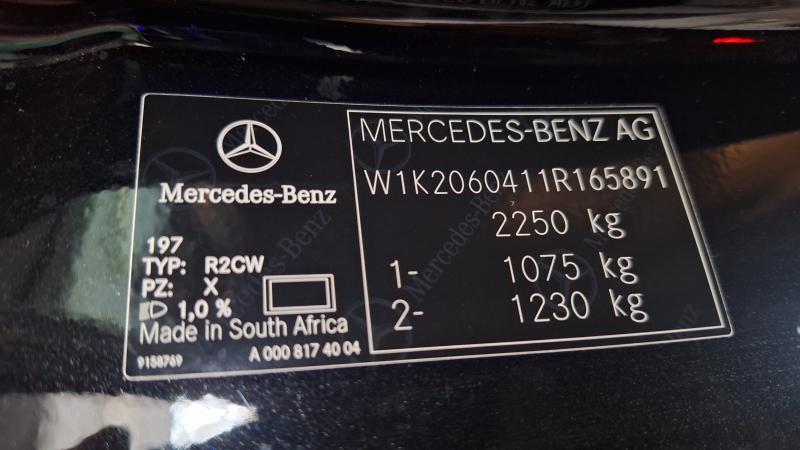 Mercedes-Benz
197
TYP: R2CW
PZ: X
1,0 %
Made in South Africa
9158769
A 000 817 40 04
MERCEDES-BENZ AG
W1K2060411R165891
2250 kg
1- 1075 kg
2- 1230 kg